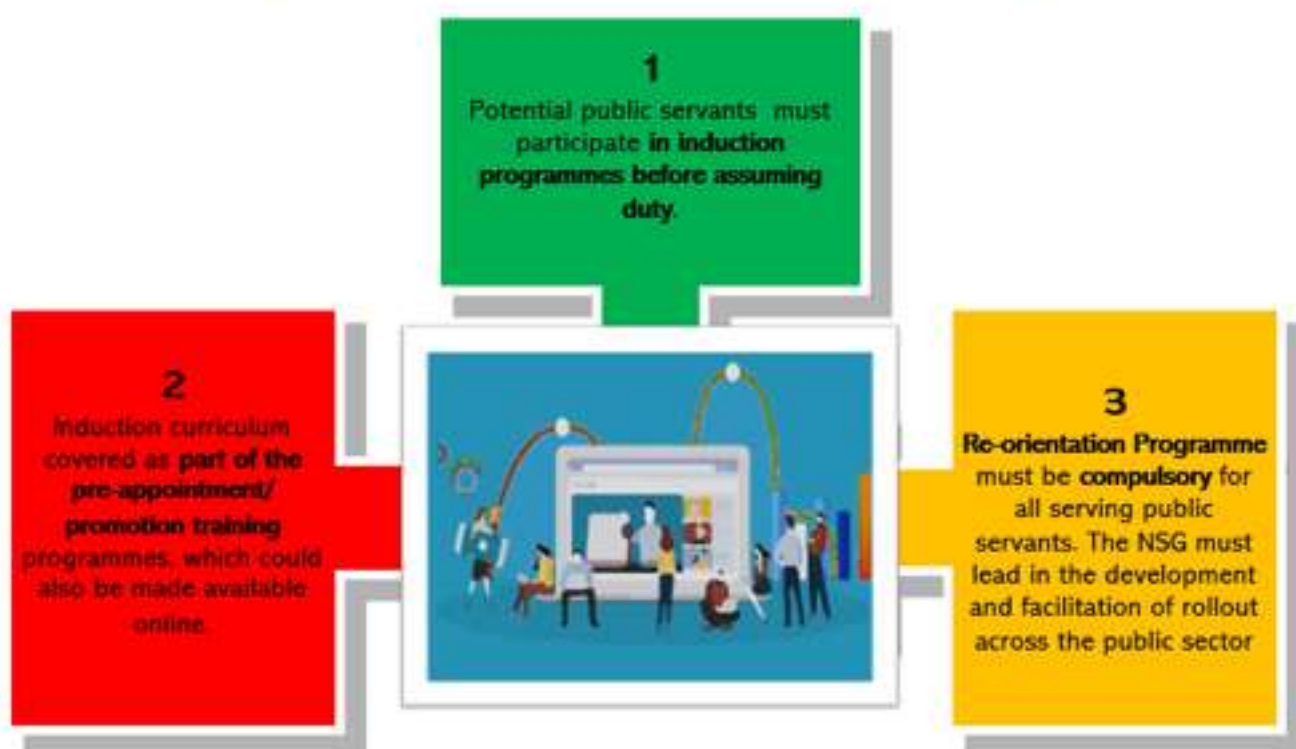 1
Potential public servants must
participate in induction
programmes before assuming
duty.
2
Induction curriculum
covered as part of the
pre-appointment/
promotion training
programmes, which could
also be made available
online
3
Re-orientation Programme
must be compulsory for
all serving public
servants. The NSG must
lead in the development
and facilitation of rollout
across the public sector